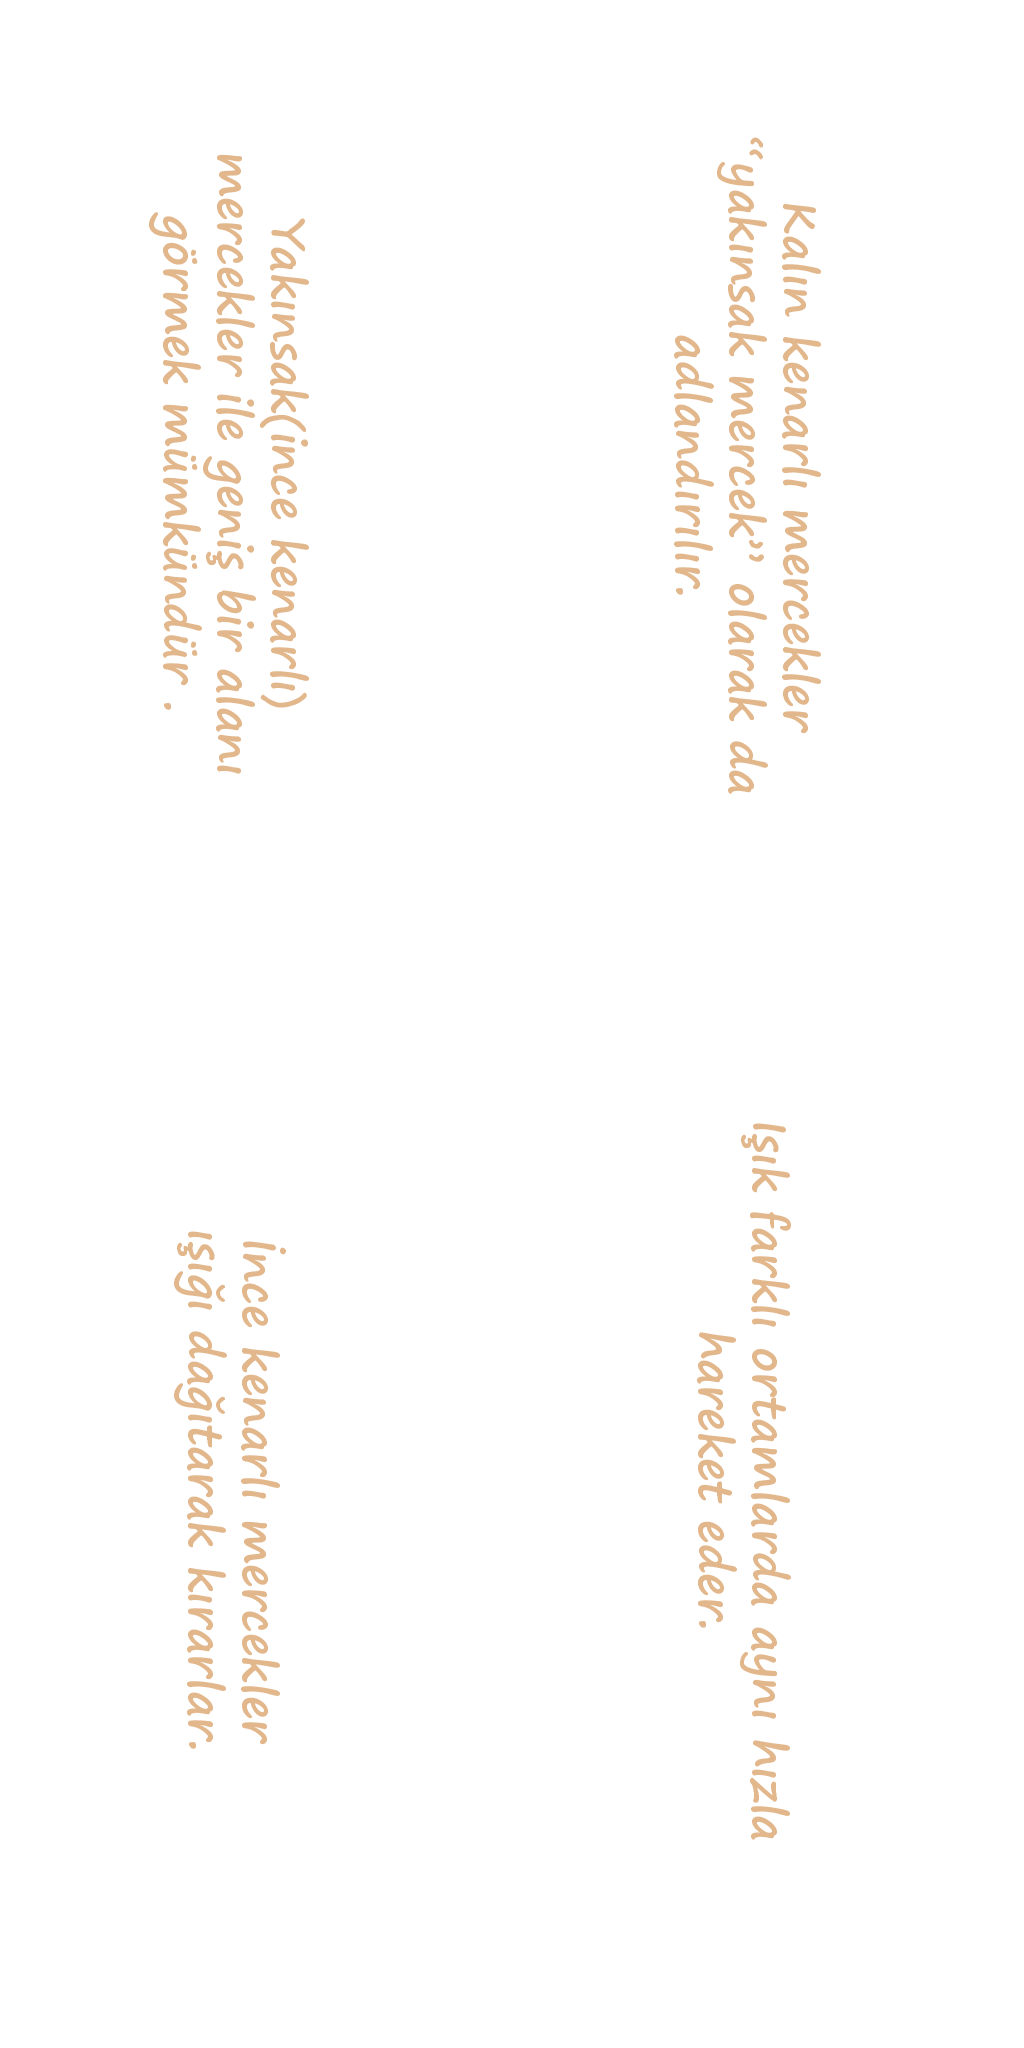 Kalın kenarlı mercekler
“yakınsak mercek” olarak da
adlandırılır.
Işık farklı ortamlarda aynı hızla
hareket eder.
Yakınsak(ince kenarlı)
mercekler ile geniş bir alanı
görmek mümkündür .
İnce kenarlı mercekler
ışığı dağıtarak kırarlar.